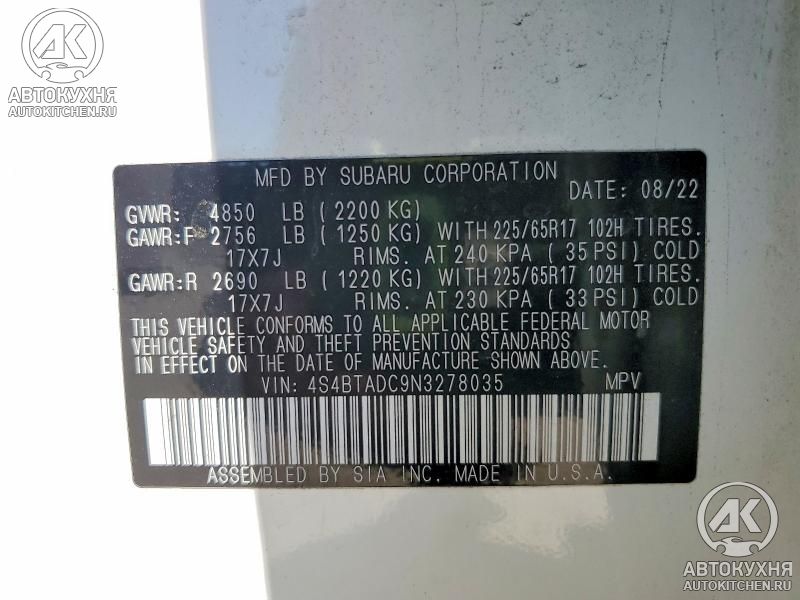 AK
АВТОКУХНЯ
AUTOKITCHEN.RU
MFD BY SUBARU CORPORATION
DATE: 08/22
GVWR: 4850 LB ( 2200 KG)
GAWR:F 2756 LB ( 1250 KG) WITH 225/65R17 102H TIRES.
17X7J RIMS. AT 240 KPA ( 35 PSI) COLD
GAWR:R 2690 LB ( 1220 KG) WITH 225/65R17 102H TIRES.
17X7J RIMS. AT 230 KPA ( 33 PSI) COLD
THIS VEHICLE CONFORMS TO ALL APPLICABLE FEDERAL MOTOR
VEHICLE SAFETY AND THEFT PREVENTION STANDARDS
IN EFFECT ON THE DATE OF MANUFACTURE SHOWN ABOVE.
VIN: 4S4BTADC9N3278035 MPV
ASSEMBLED BY SIA INC. MADE IN U.S.A.
AK
АВТОКУХНЯ
AUTOKITCHEN.RU